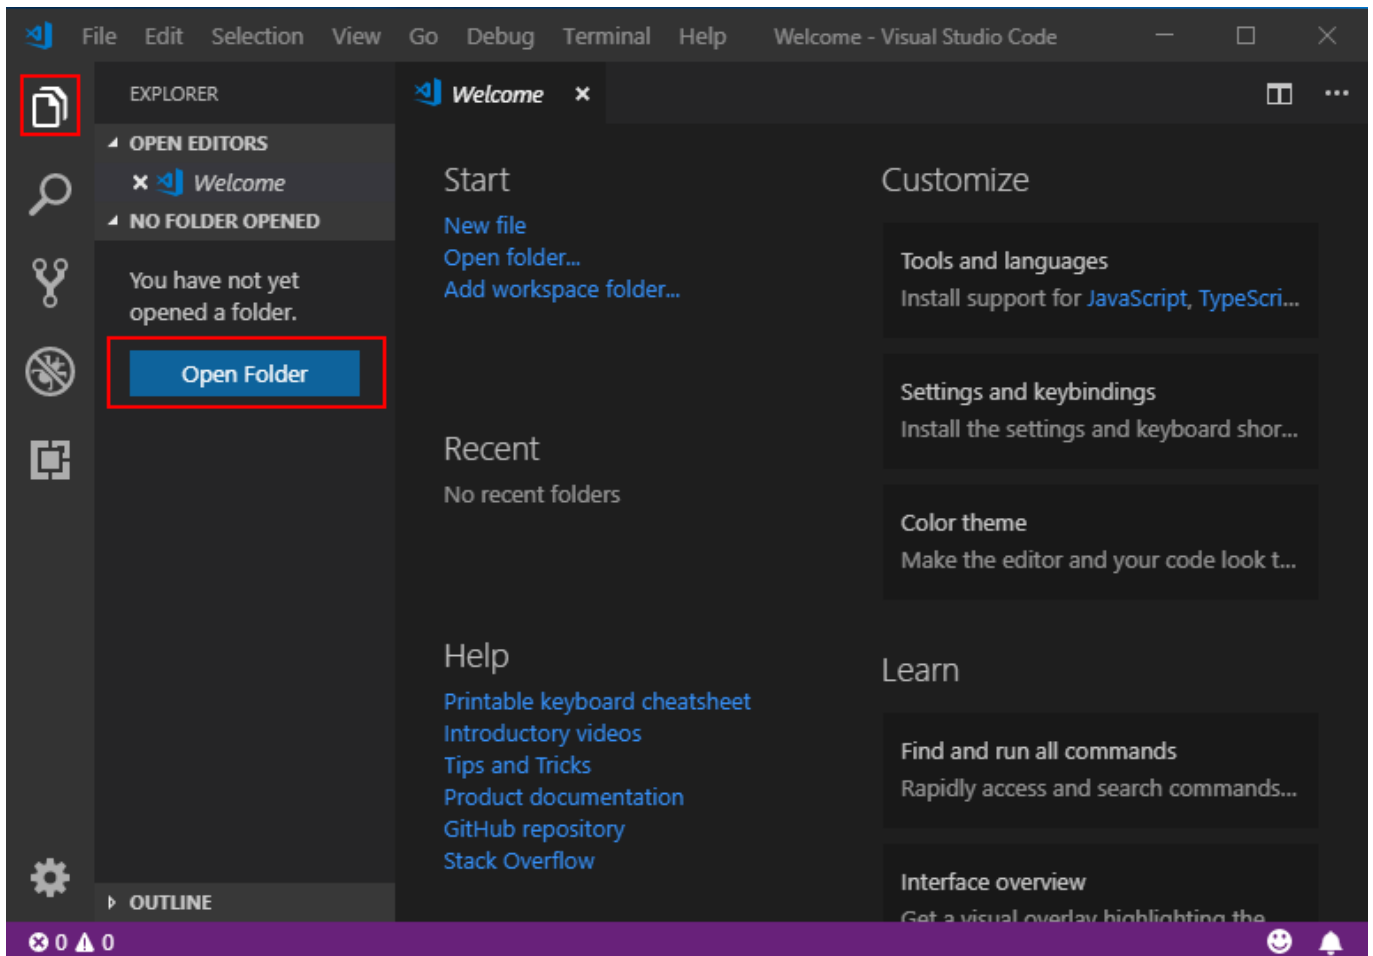 File Edit Selection View Go Debug Terminal Help Welcome - Visual Studio Code
EXPLORER
OPEN EDITORS
Welcome
NO FOLDER OPENED
You have not yet
opened a folder.
Open Folder
OUTLINE
Welcome
Start
New file
Open folder...
Add workspace folder...
Recent
No recent folders
Help
Printable keyboard cheatsheet
Introductory videos
Tips and Tricks
Product documentation
GitHub repository
Stack Overflow
Customize
Tools and languages
Install support for JavaScript, TypeScri...
Settings and keybindings
Install the settings and keyboard shor...
Color theme
Make the editor and your code look t...
Learn
Find and run all commands
Rapidly access and search commands...
Interface overview
Get a visual overlay highlighting the
0 0